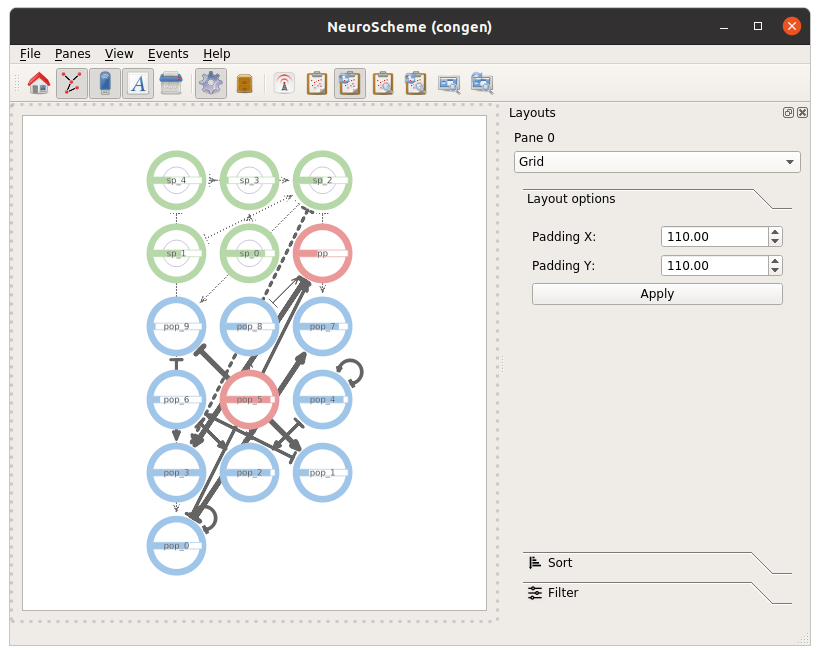 NeuroScheme (congen)
File Panes View Events Help
Layouts
Pane 0
Grid
Layout options
Padding X: 110.00
Padding Y: 110.00
Apply
Sort
Filter
sp_4 sp_3 sp_2
sp_1 sp_0 pp
pop_9 pop_8 pop_7
pop_6 pop_5 pop_4
pop_3 pop_2 pop_1
pop_0